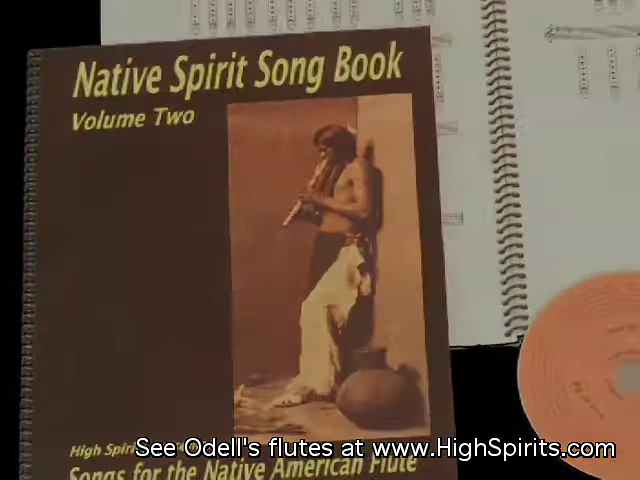 Native Spirit Song Book
Volume Two
High Spiri
See Odell's flutes at www.HighSpirits.com
Songs for the Native American Flute